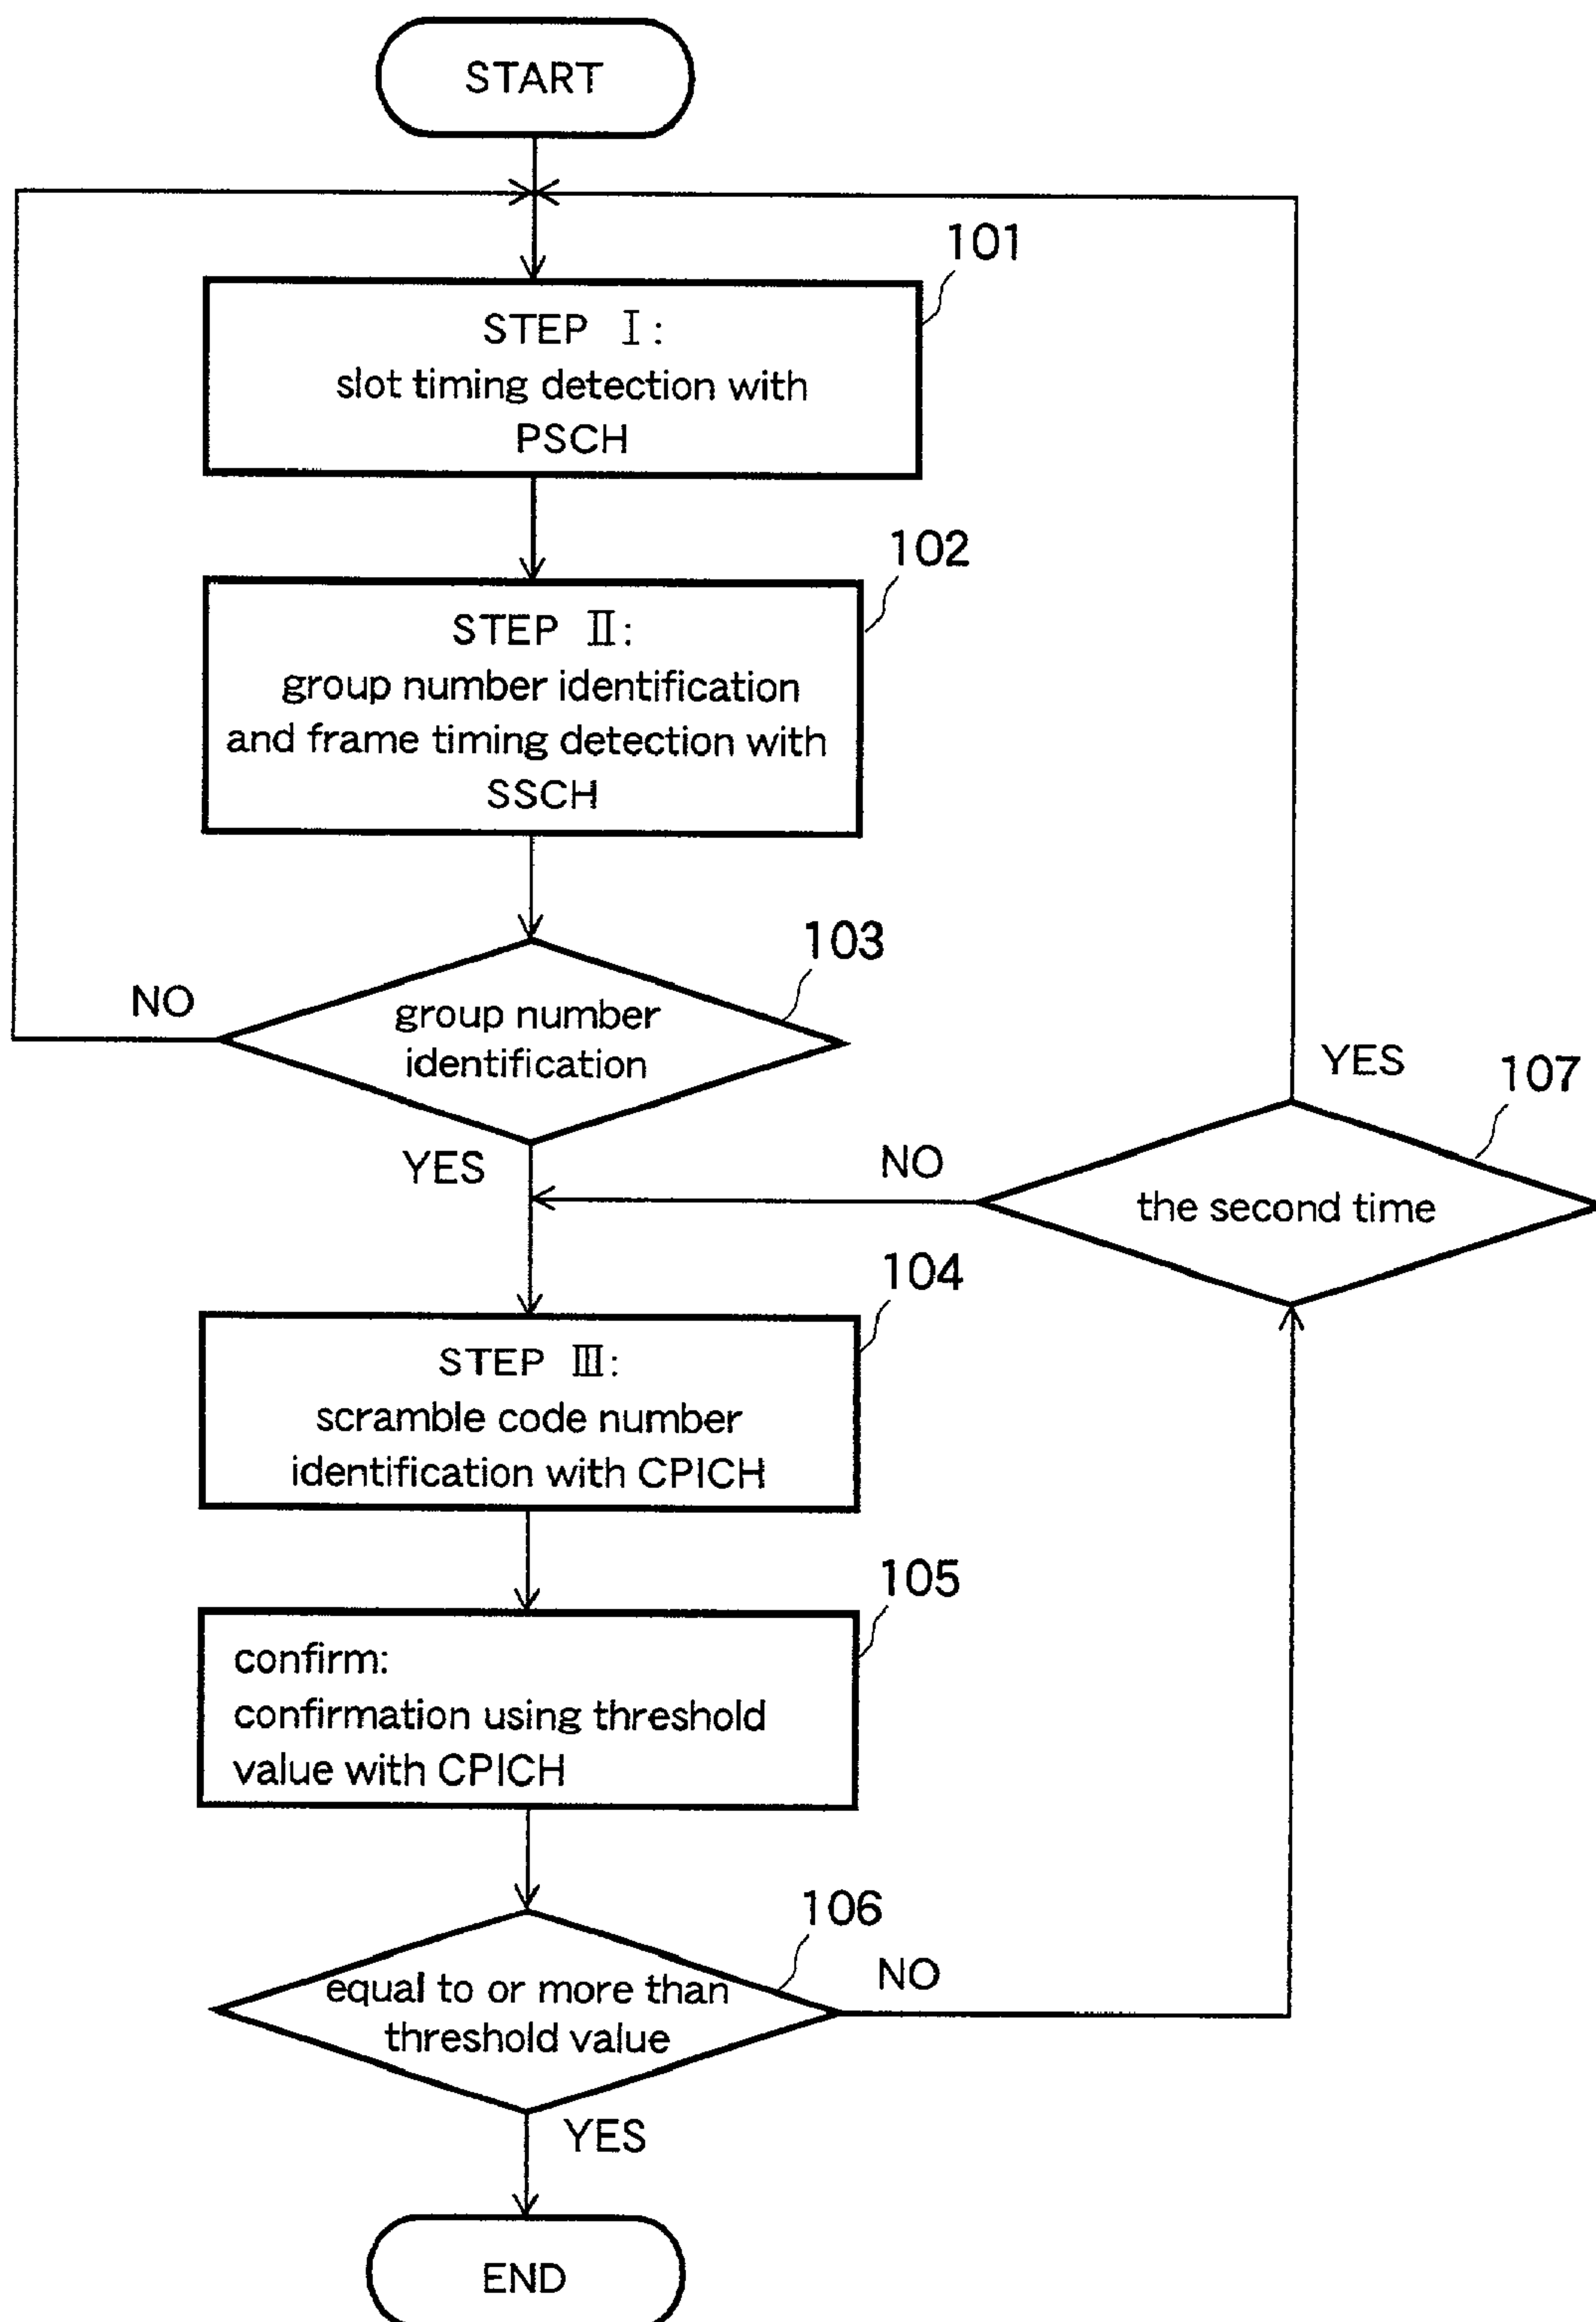 START
101
STEP Ⅰ:
slot timing detection with
PSCH
102
STEP Ⅱ:
group number identification
and frame timing detection with
SSCH
103
NO
group number
identification
YES
107
YES
NO
the second time
104
STEP Ⅲ:
scramble code number
identification with CPICH
105
confirm:
confirmation using threshold
value with CPICH
106
equal to or more than
threshold value
NO
YES
END